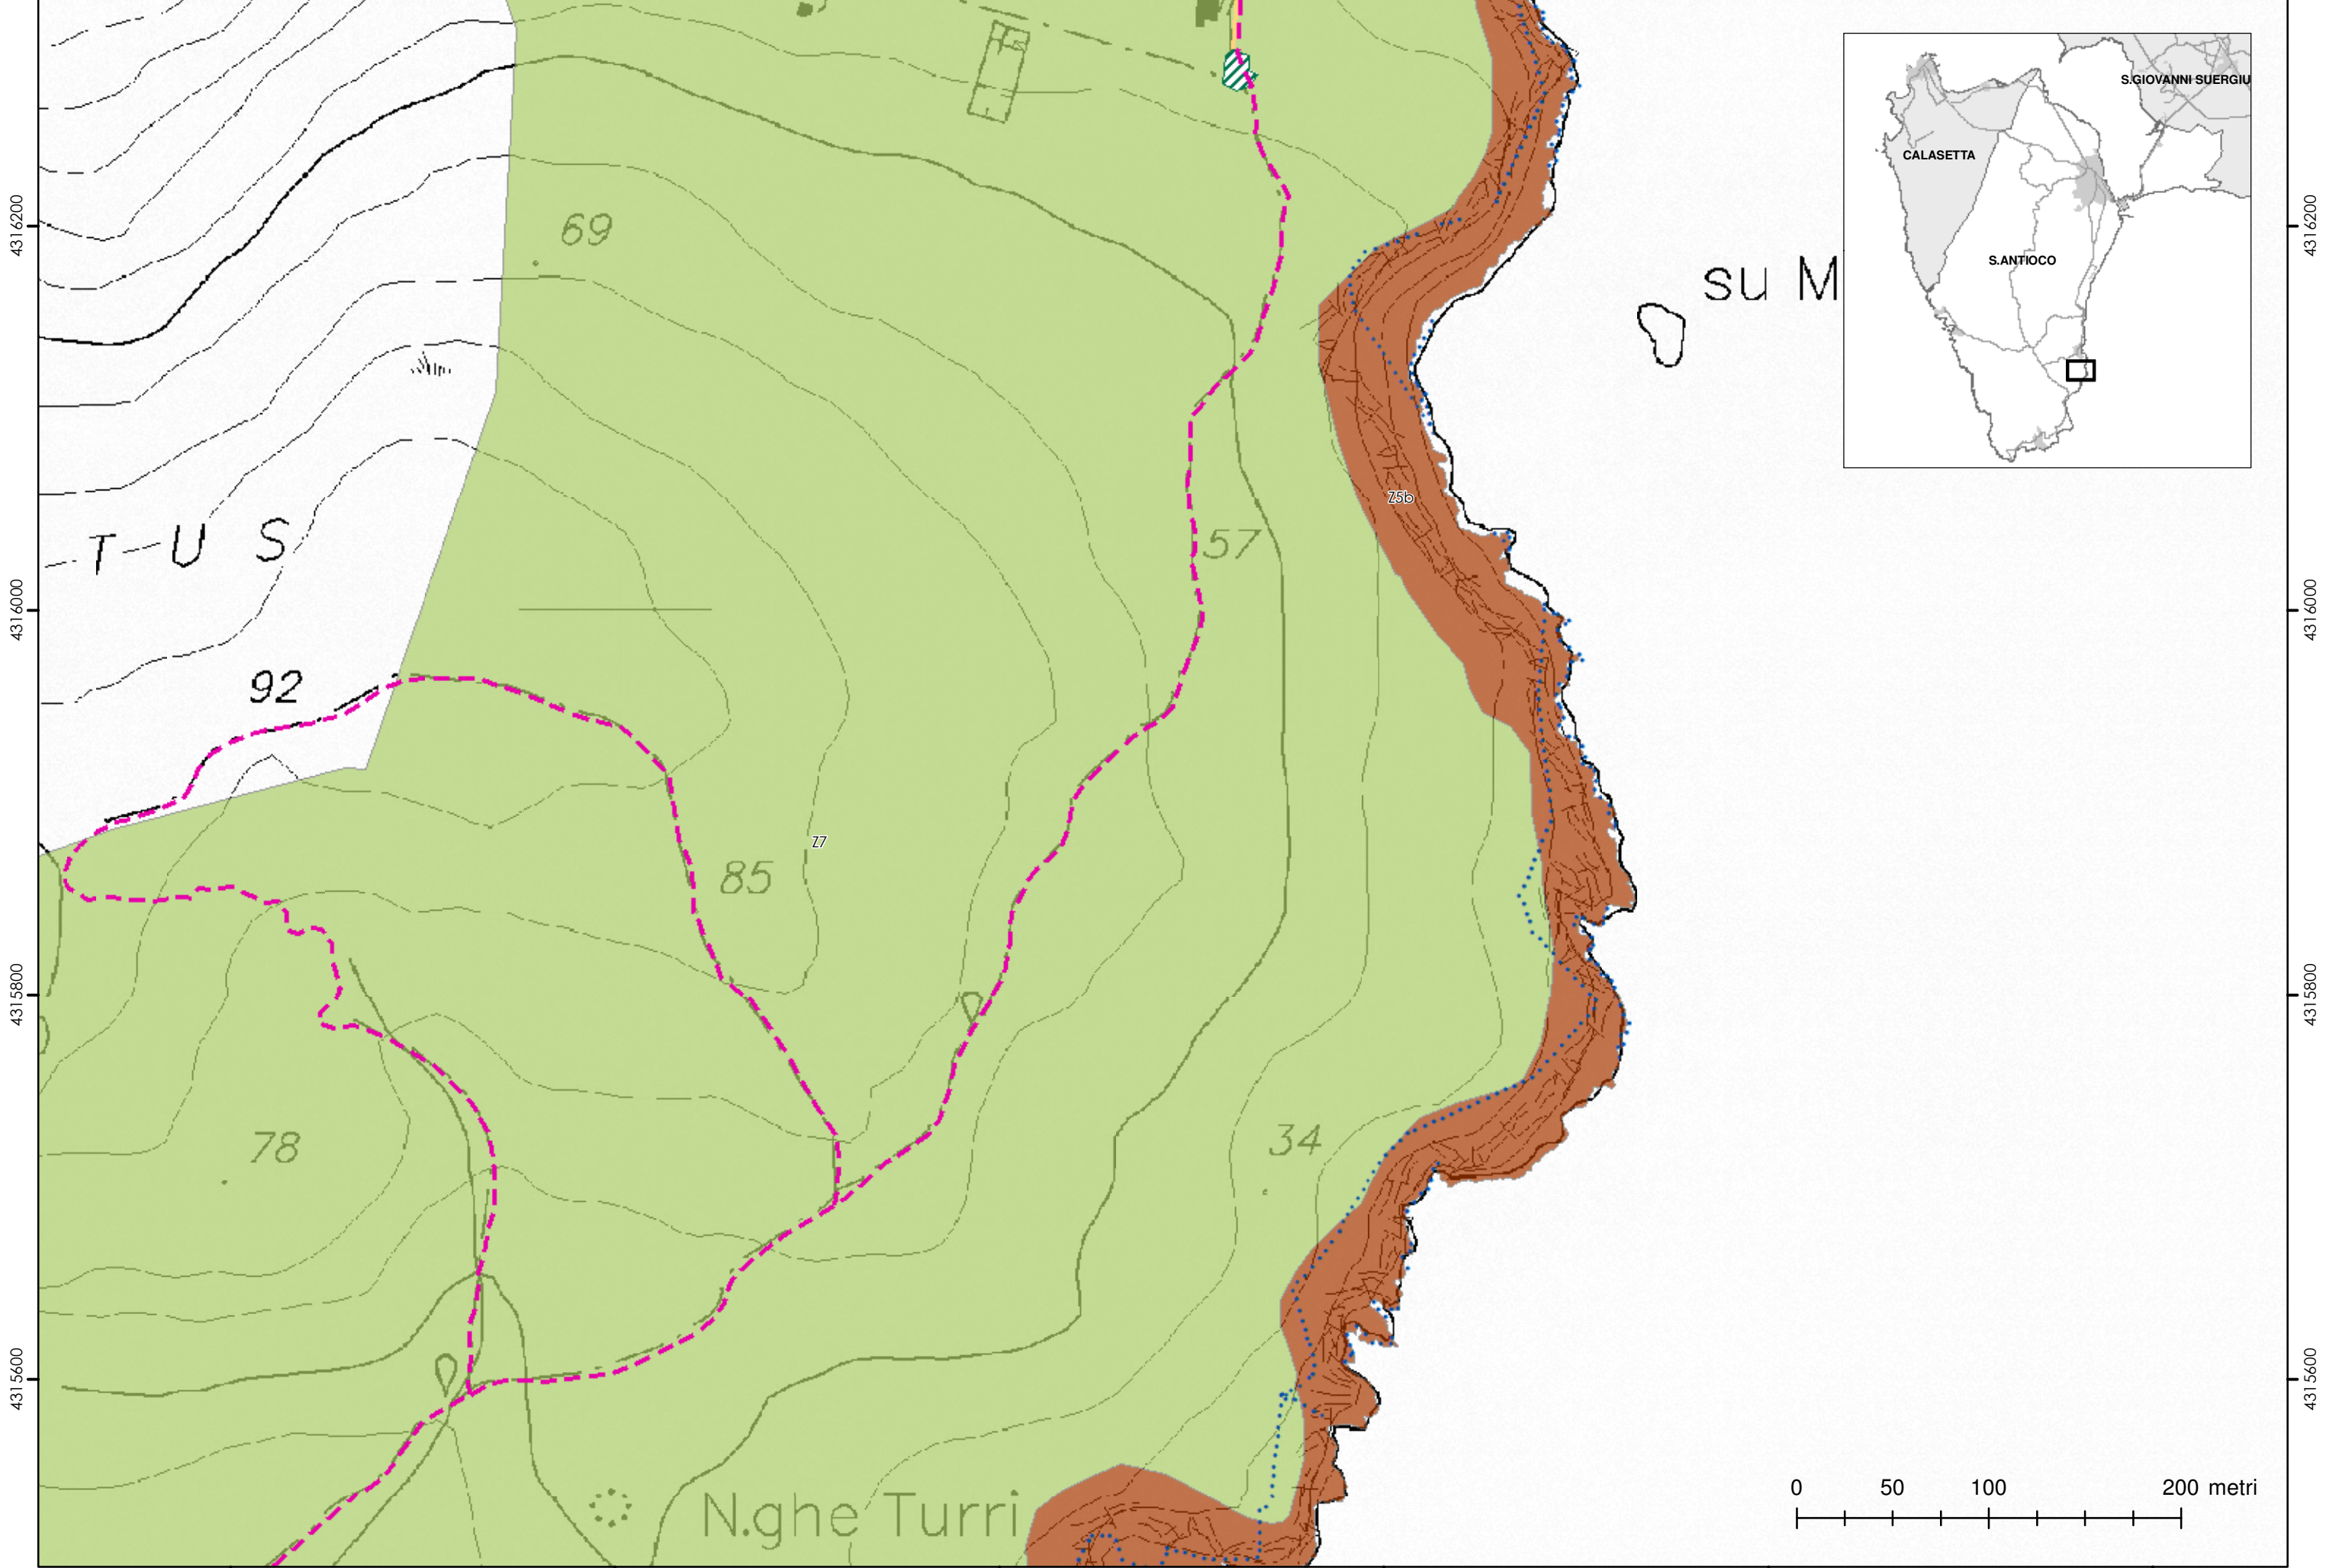 S.GIOVANNI SUERGIU
CALASETTA
S.ANTIOCO
4316200
4316200
69
su M
Z5b
T U S
57
4316000
4316000
92
Z7
85
4315800
4315800
78
34
4315600
4315600
N.ghe Turri
0 50 100 200 metri